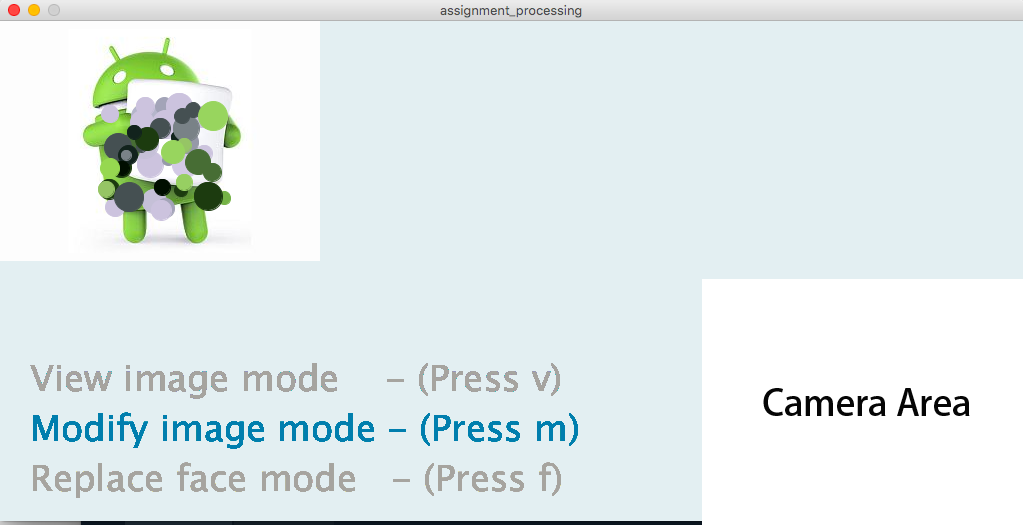 assignment_processing
View image mode - (Press v)
Modify image mode - (Press m)
Replace face mode - (Press f)
Camera Area